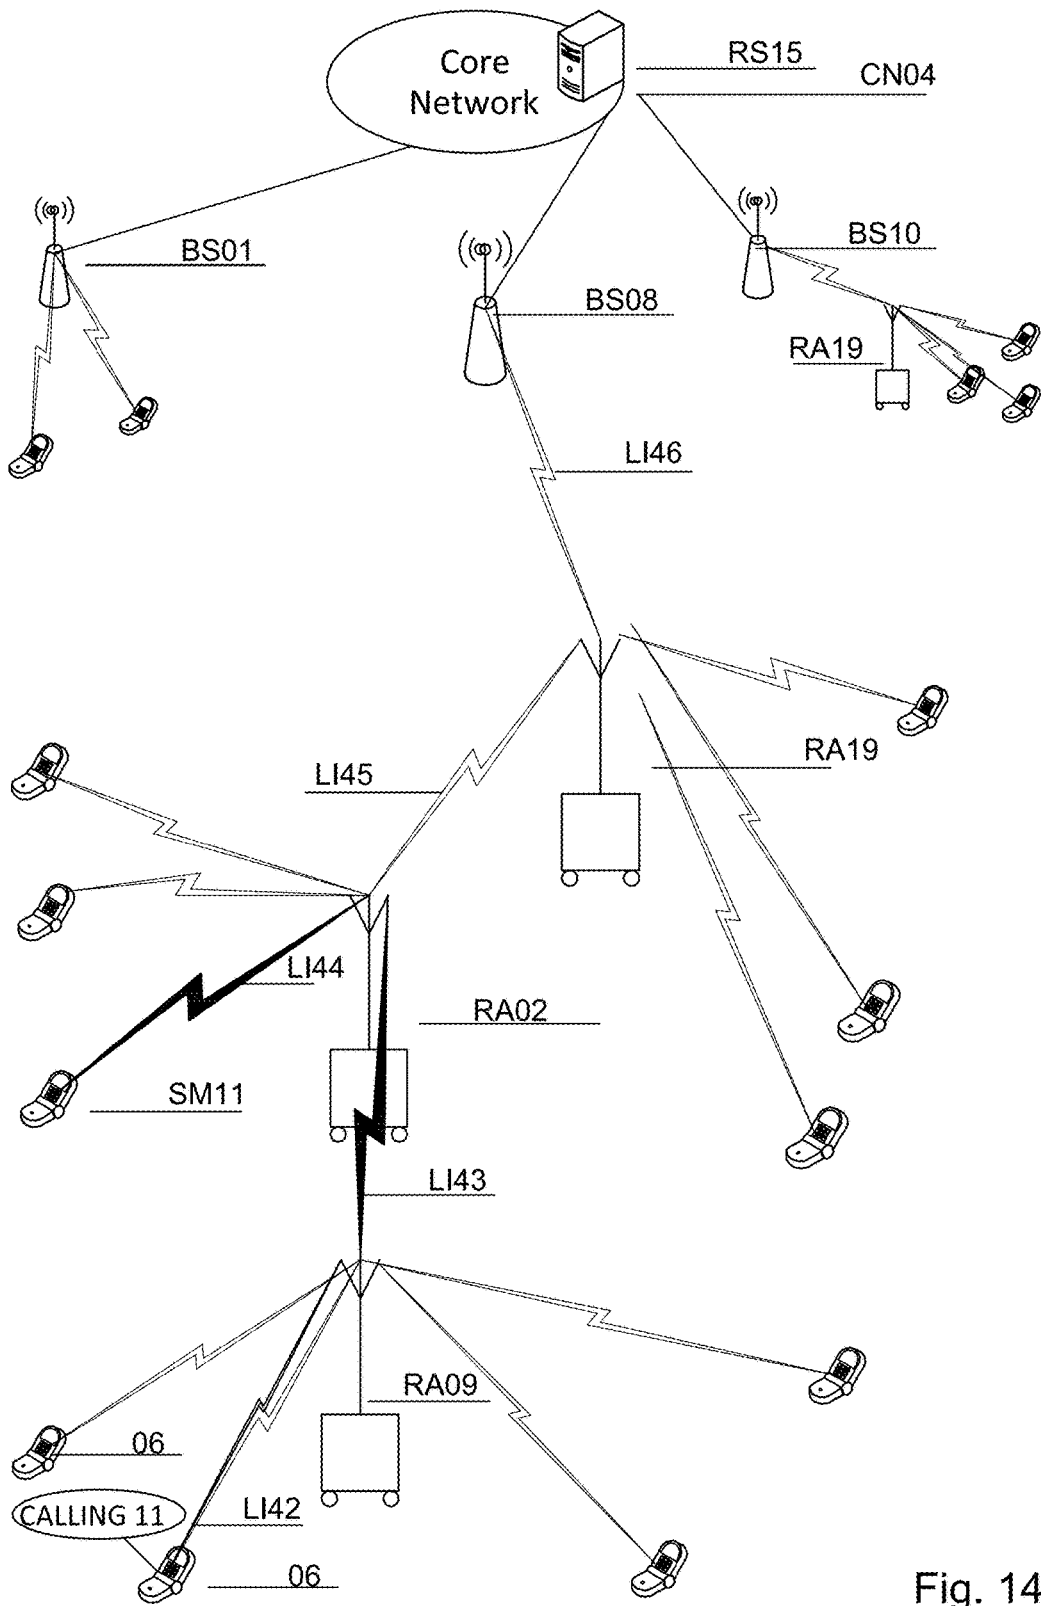 Core
Network
RS15
CN04
BS01
BS10
BS08
RA19
LI46
RA19
LI45
LI44
RA02
SM11
LI43
RA09
06
CALLING 11
LI42
06
Fig. 14